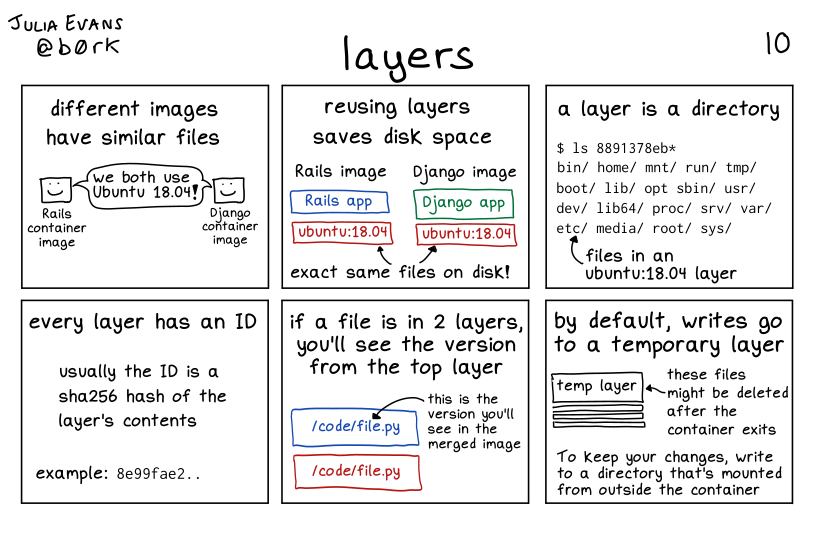 JULIA EVANS
@b0rk
layers
10
different images
have similar files
we both use
Ubuntu 18.04!
Rails
container
image
Django
container
image
reusing layers
saves disk space
Rails image
Django image
Rails app
Django app
ubuntu:18.04
ubuntu:18.04
exact same files on disk!
a layer is a directory
$ ls 8891378eb*
bin/ home/ mnt/ run/ tmp/
boot/ lib/ opt sbin/ usr/
dev/ lib64/ proc/ srv/ var/
etc/ media/ root/ sys/
files in an
ubuntu:18.04 layer
every layer has an ID
usually the ID is a
sha256 hash of the
layer's contents
example: 8e99fae2..
if a file is in 2 layers,
you'll see the version
from the top layer
/code/file.py
this is the
version you'll
see in the
merged image
/code/file.py
by default, writes go
to a temporary layer
temp layer
these files
might be deleted
after the
container exits
To keep your changes, write
to a directory that's mounted
from outside the container